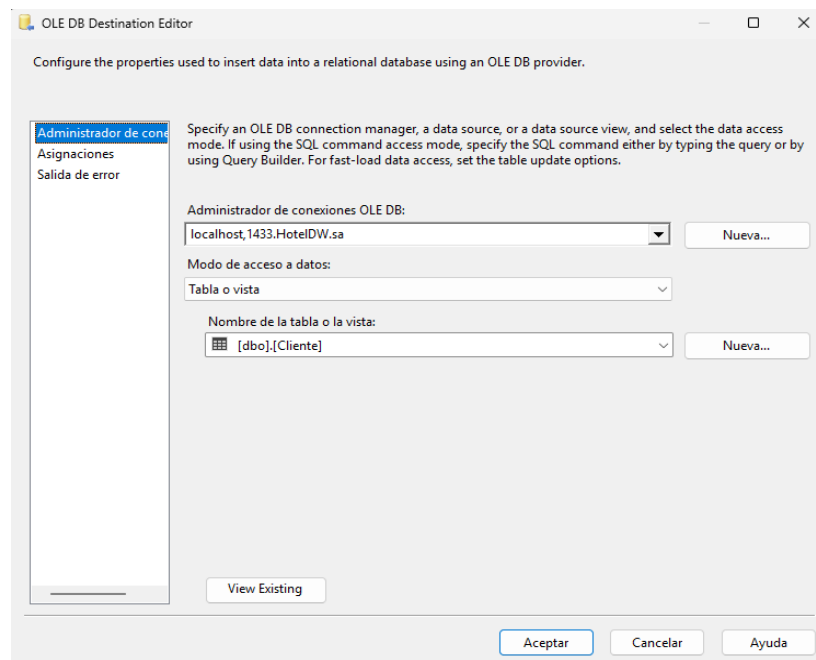 OLE DB Destination Editor
Configure the properties used to insert data into a relational database using an OLE DB provider.
Administrador de cone
Asignaciones
Salida de error
Specify an OLE DB connection manager, a data source, or a data source view, and select the data access
mode. If using the SQL command access mode, specify the SQL command either by typing the query or by
using Query Builder. For fast-load data access, set the table update options.
Administrador de conexiones OLE DB:
localhost,1433.HotelDW.sa
Nueva...
Modo de acceso a datos:
Tabla o vista
Nombre de la tabla o la vista:
[dbo].[Cliente]
Nueva...
View Existing
Aceptar
Cancelar
Ayuda